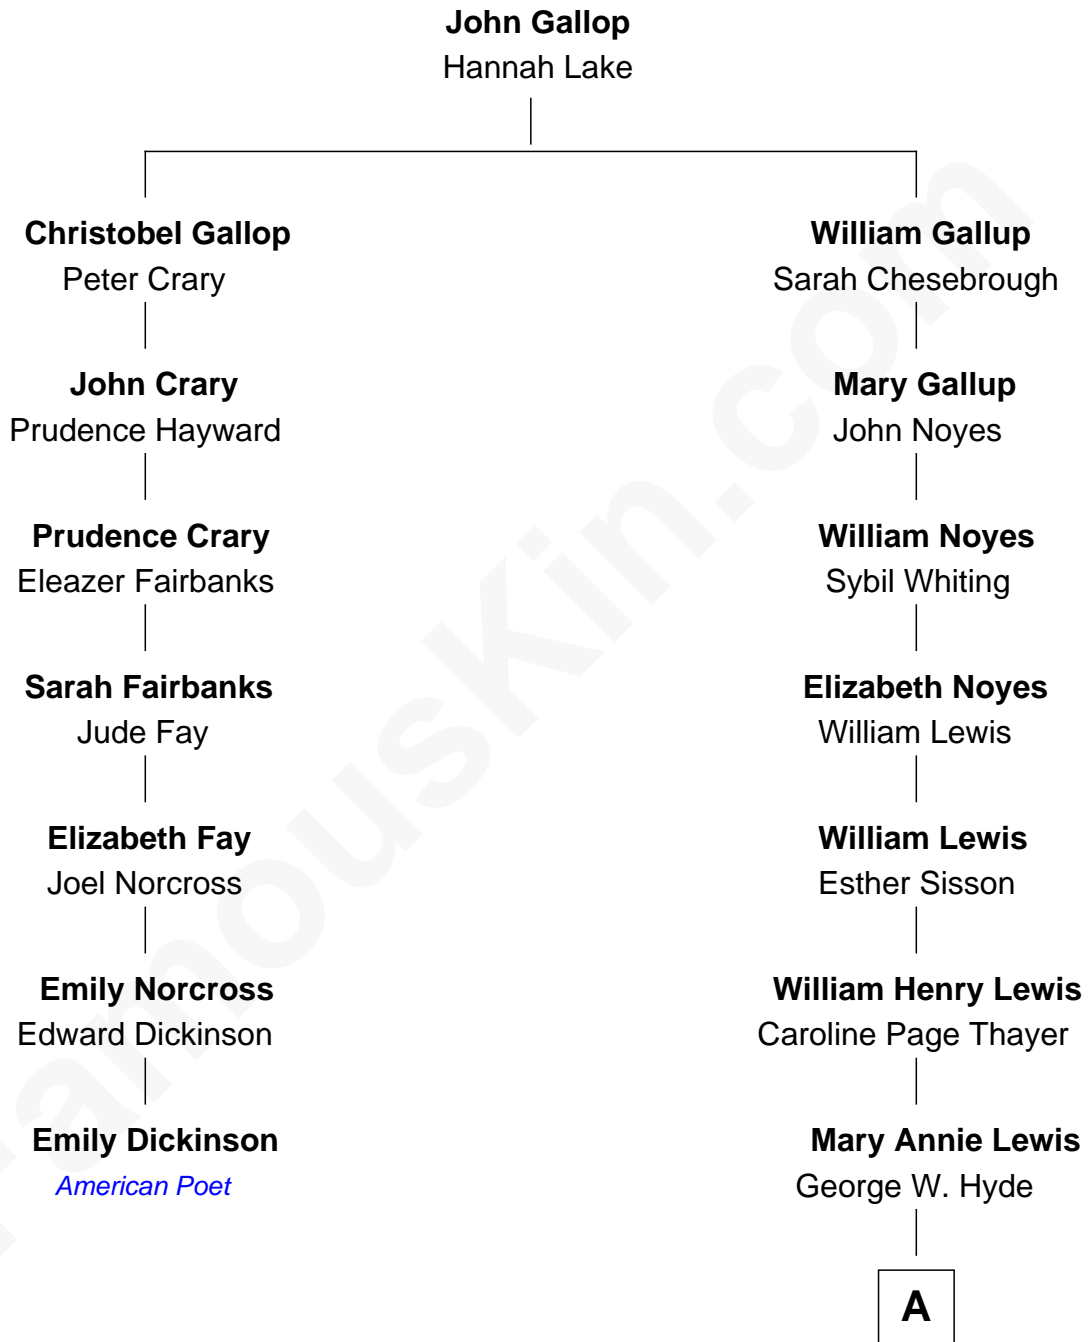 John Gallop
Hannah Lake
Christobel Gallop
Peter Crary
William Gallup
Sarah Chesebrough
John Crary
Prudence Hayward
Mary Gallup
John Noyes
Prudence Crary
Eleazer Fairbanks
William Noyes
Sybil Whiting
Sarah Fairbanks
Jude Fay
Elizabeth Noyes
William Lewis
Elizabeth Fay
Joel Norcross
William Lewis
Esther Sisson
Emily Norcross
Edward Dickinson
William Henry Lewis
Caroline Page Thayer
Emily Dickinson
American Poet
Mary Annie Lewis
George W. Hyde
A
FamousKin.com